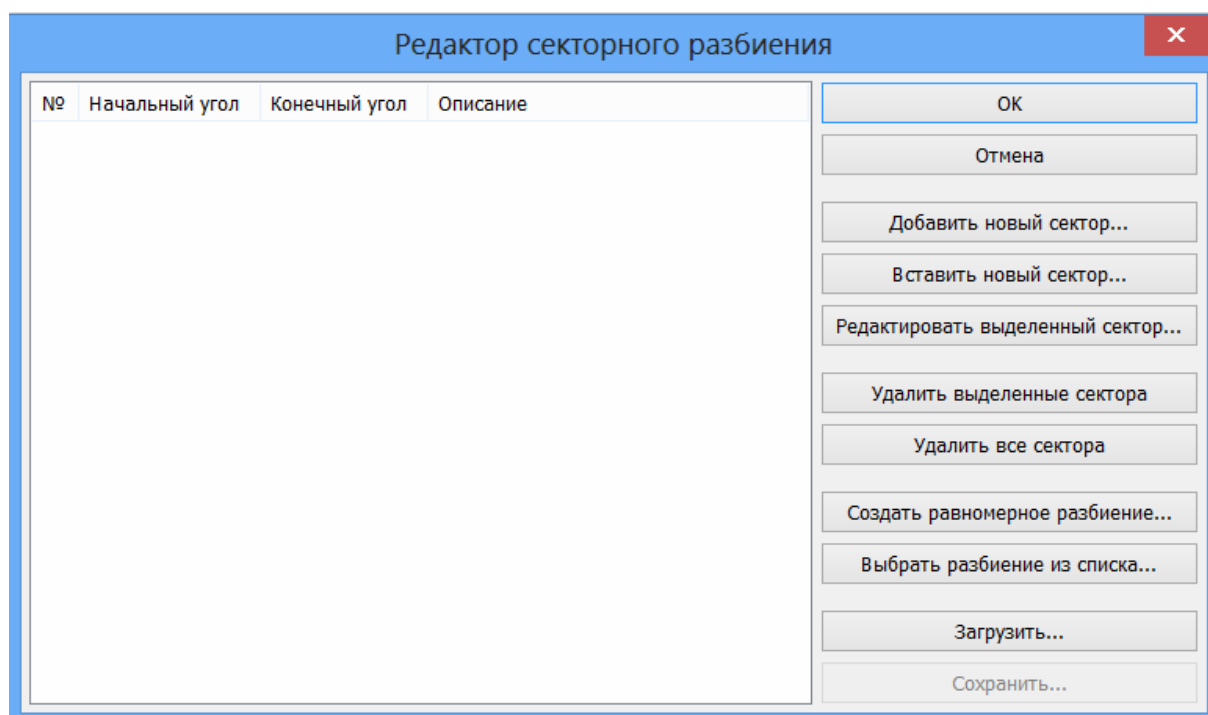 Редактор секторного разбиения
№ Начальный угол Конечный угол Описание
OK
Отмена
Добавить новый сектор...
Вставить новый сектор...
Редактировать выделенный сектор...
Удалить выделенные сектора
Удалить все сектора
Создать равномерное разбиение...
Выбрать разбиение из списка...
Загрузить...
Сохранить...